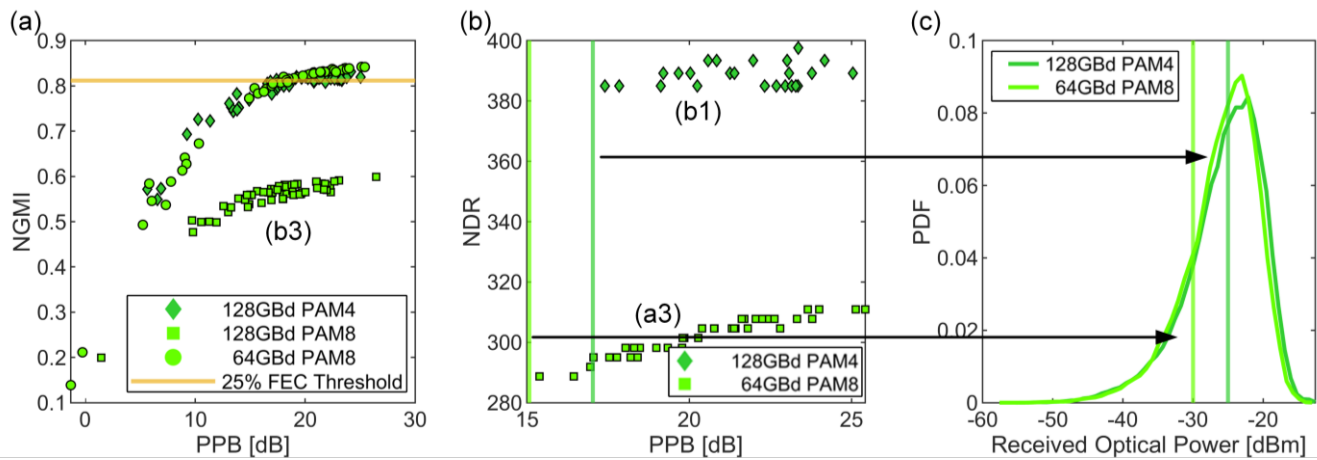 (a)
NGMI
0.9
0.8
0.7
0.6
0.5
0.4
0.3
0.2
0.1
(b3)
128GBd PAM4
128GBd PAM8
64GBd PAM8
25% FEC Threshold
0 10 20 30
PPB [dB]
(b)
NDR
400
380
360
340
320
300
280
(b1)
(a3)
128GBd PAM4
64GBd PAM8
15 20 25
PPB [dB]
(c)
PDF
0.1
0.08
0.06
0.04
0.02
0
128GBd PAM4
64GBd PAM8
-60 -50 -40 -30 -20
Received Optical Power [dBm]